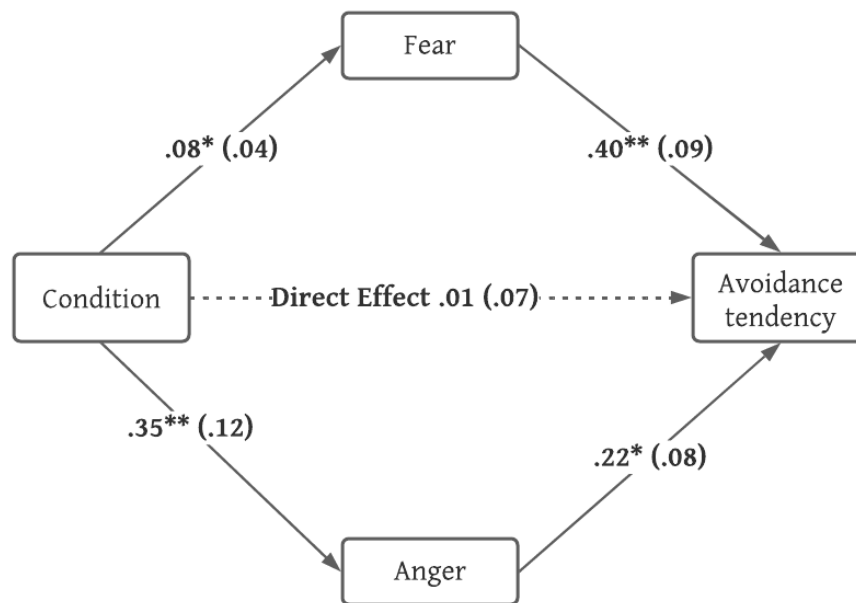 Fear
.08* (.04)
.40** (.09)
Condition
Direct Effect .01 (.07)
Avoidance
tendency
.35** (.12)
.22* (.08)
Anger